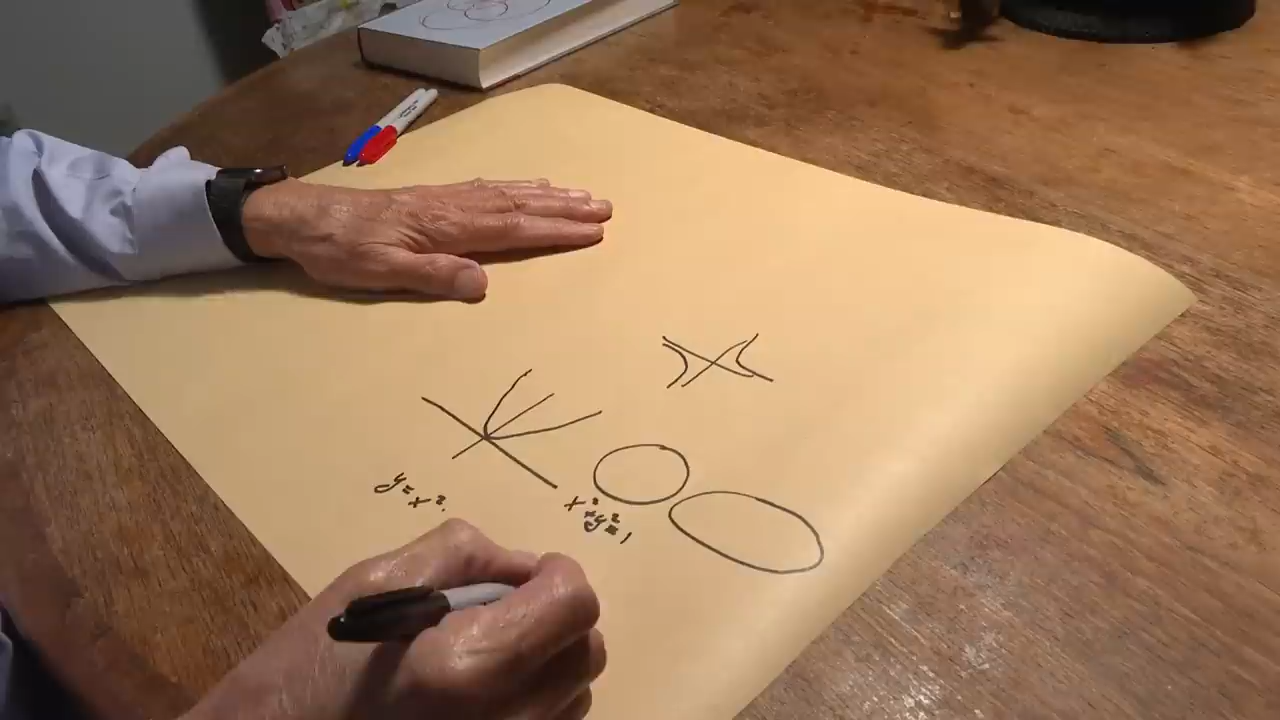 y = x².
x²
+y² = 1